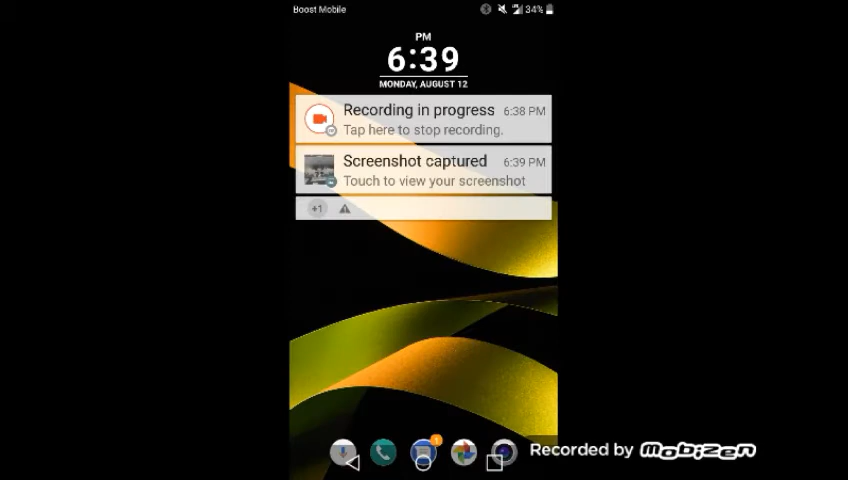 Boost Mobile
34%
PM
6:39
MONDAY, AUGUST 12
Recording in progress 6:38 PM
Tap here to stop recording.
Screenshot captured 6:39 PM
Touch to view your screenshot
+1
1
Recorded by Mobizen